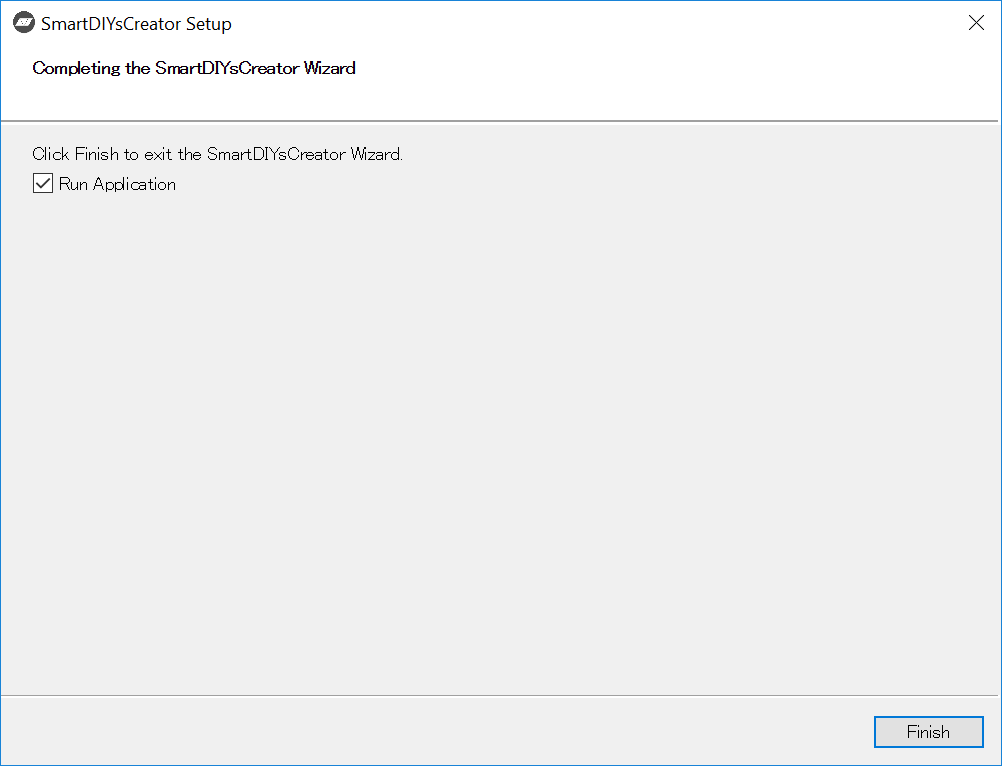 SmartDIYsCreator Setup
Completing the SmartDIYsCreator Wizard
Click Finish to exit the SmartDIYsCreator Wizard.
Run Application
Finish